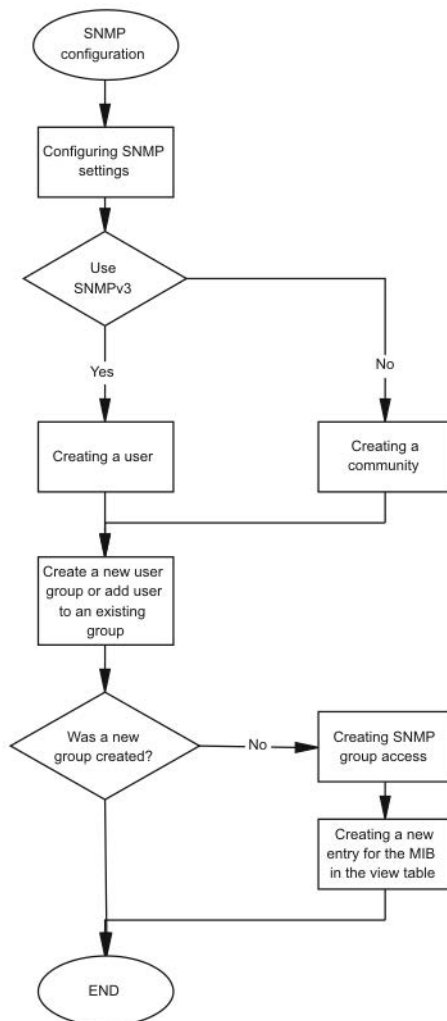 SNMP
configuration
Configuring SNMP
settings
Use
SNMPv3
Yes
No
Creating a user
Creating a
community
Create a new user
group or add user
to an existing
group
Was a new
group created?
No
Creating SNMP
group access
Creating a new
entry for the MIB
in the view table
END